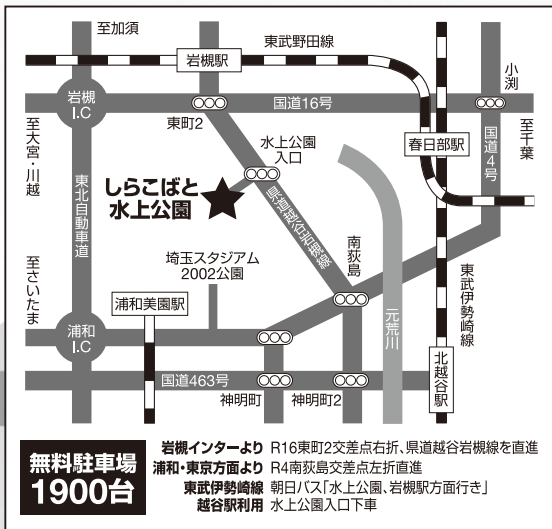 至加須
東武野田線
岩槻駅
小渕
岩槻
I.C
国道16号
東町2
水上公園
入口
春日部駅
国道4号
至千葉
至大宮・川越
東北自動車道
しらこばと
水上公園
県道越谷岩槻線
埼玉スタジアム
2002公園
南荻島
至さいたま
浦和美園駅
元荒川
東武伊勢崎線
浦和
I.C
北越谷駅
国道463号
神明町
神明町2
無料駐車場
1900台
岩槻インターより R16東町2交差点右折、県道越谷岩槻線を直進
浦和・東京方面より R4南荻島交差点左折直進
東武伊勢崎線 朝日バス「水上公園、岩槻駅方面行き」
越谷駅利用 水上公園入口下車